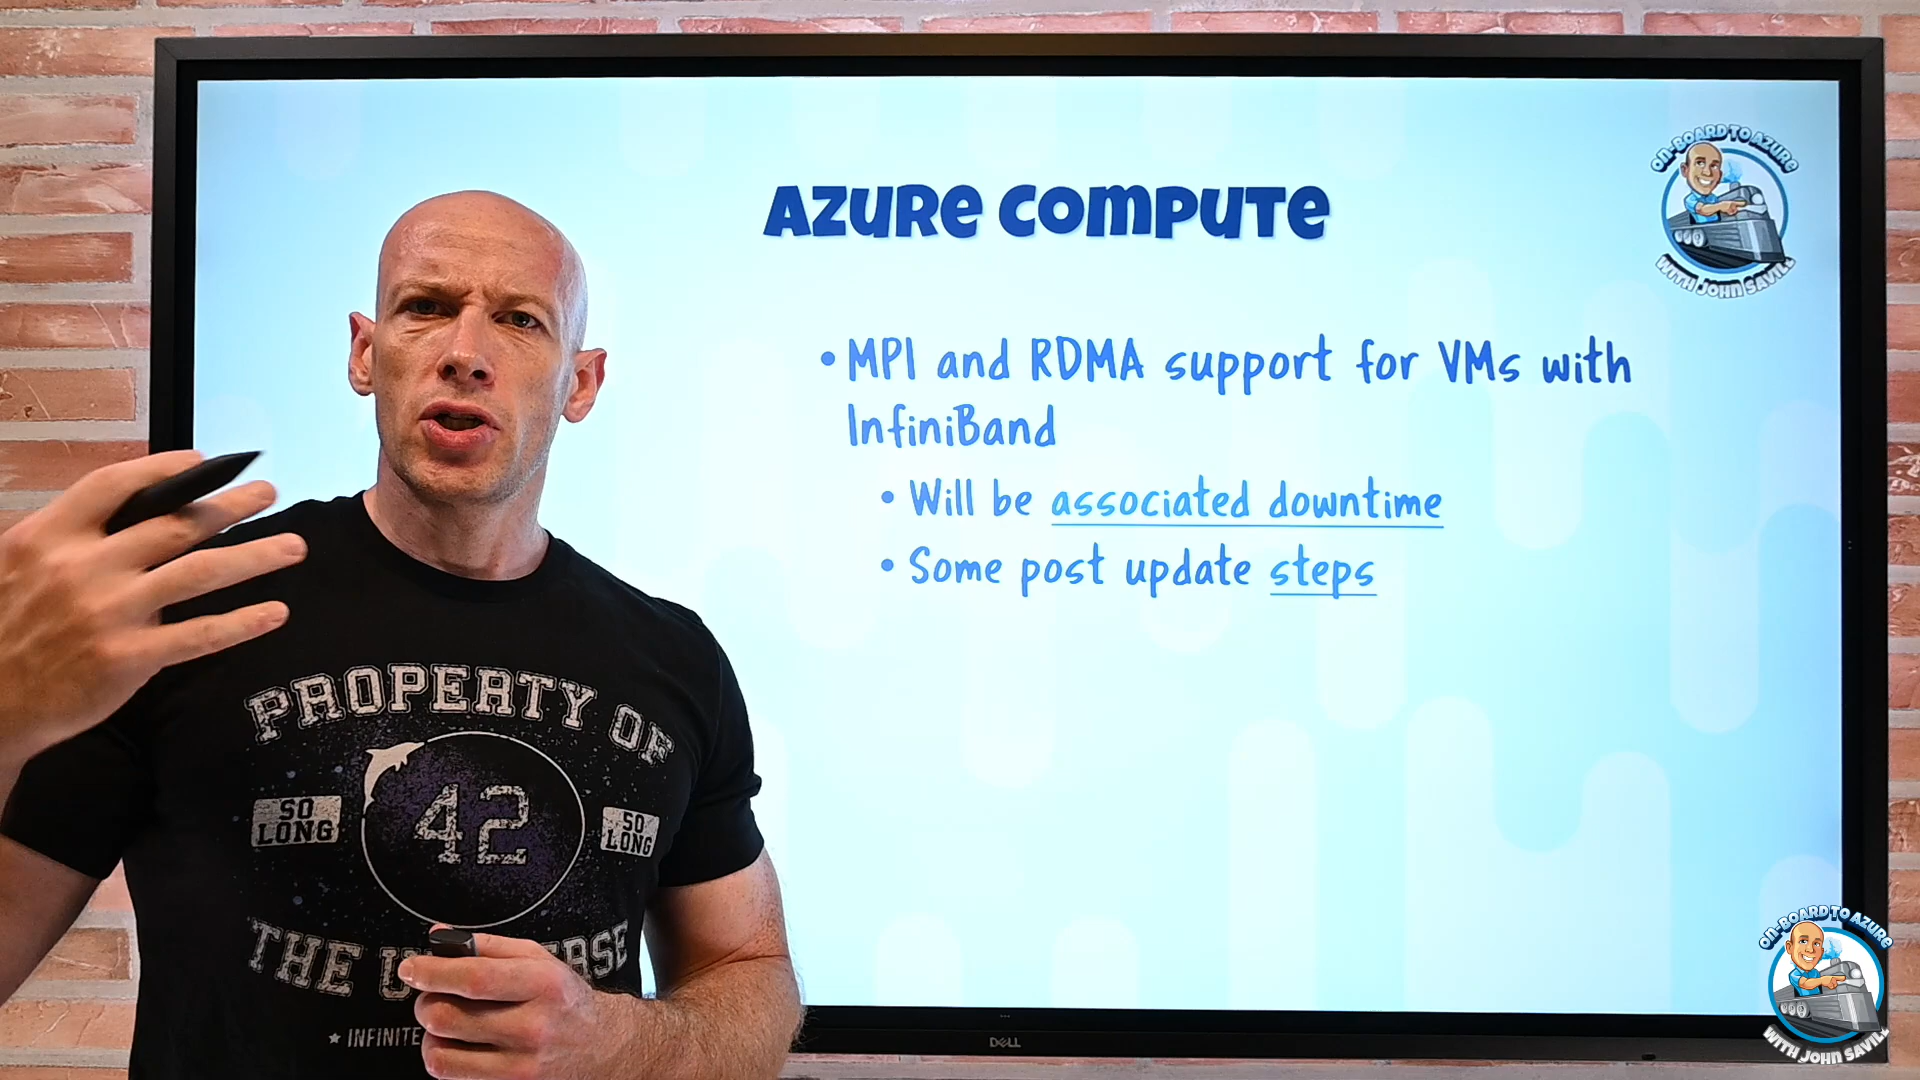 AZURE COMPUTE
ON-BOARD TO AZURE
WITH JOHN SAVILL
• MPI and RDMA support for VMs with
InfiniBand
• Will be associated downtime
• Some post update steps
PROPERTY OF
42
SO
LONG
SO
LONG
THE
INFINITE
DELL
ON-BOARD TO AZURE
WITH JOHN SAVILL